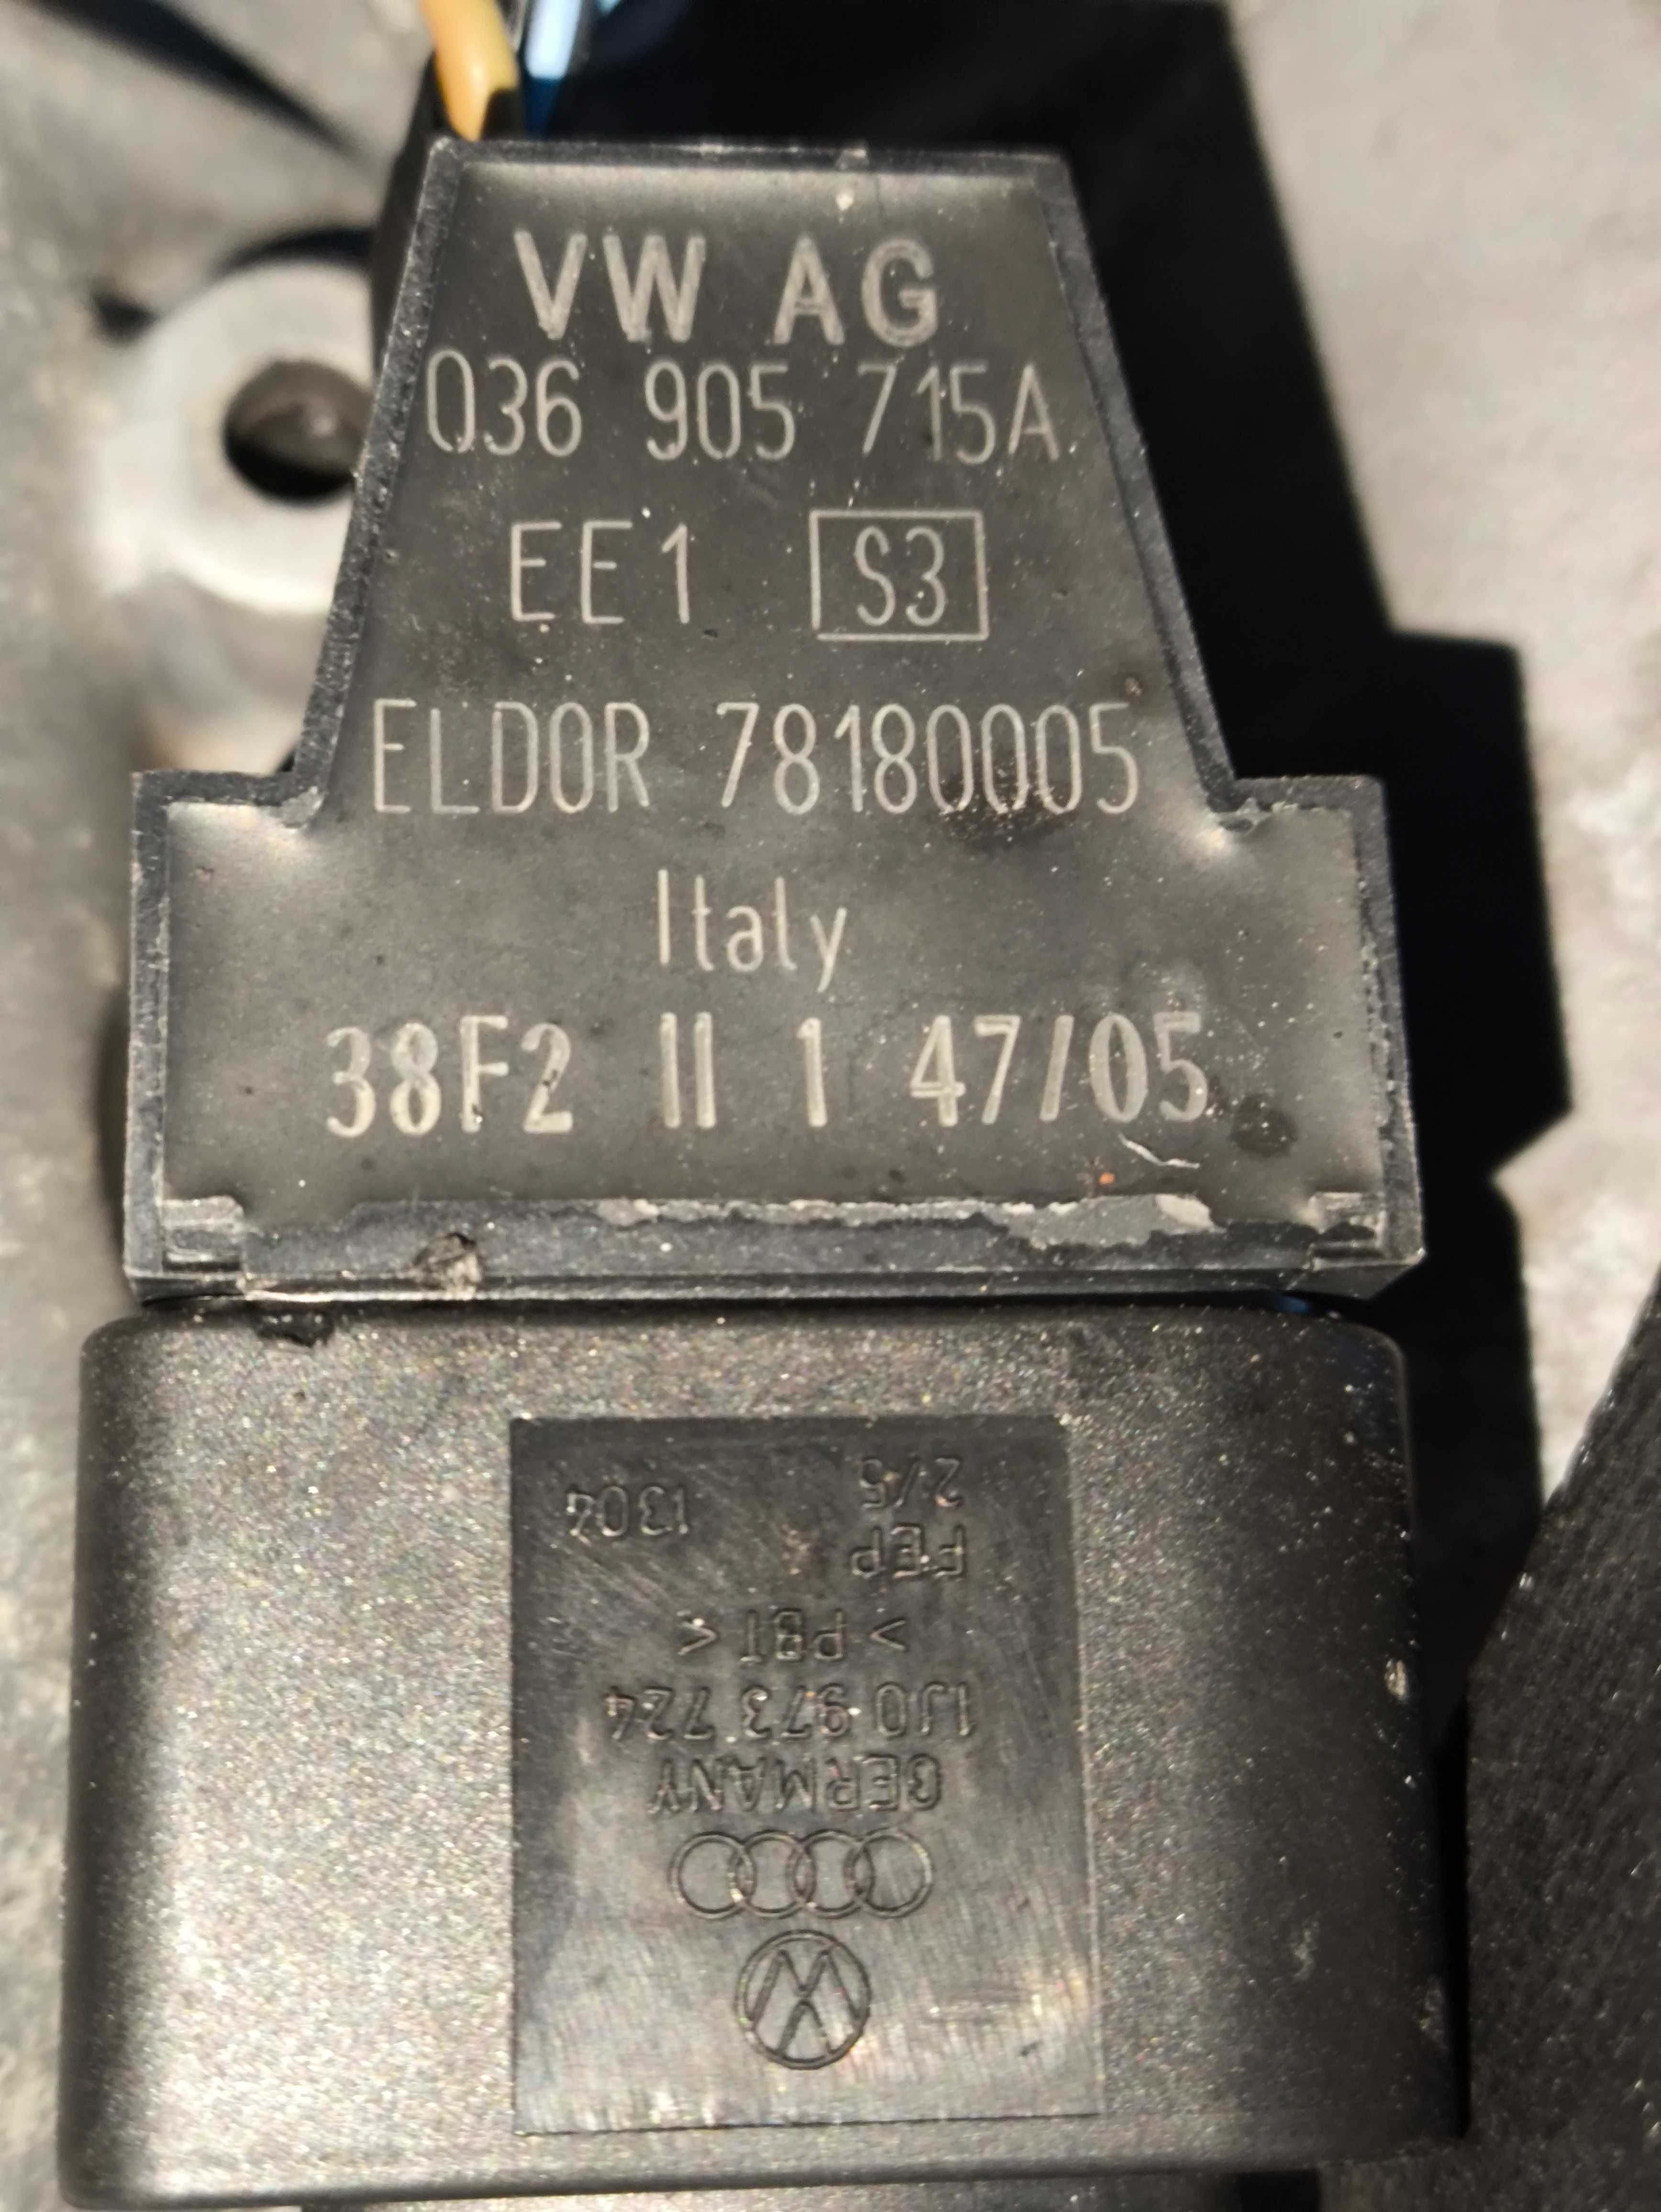 VW AG
036 905 715A
EE1 S3
ELDOR 78180005
Italy
38F2 II 1 47/05
GERMANY
1J0 973 724
>PBT<
FEP 1304
2/5